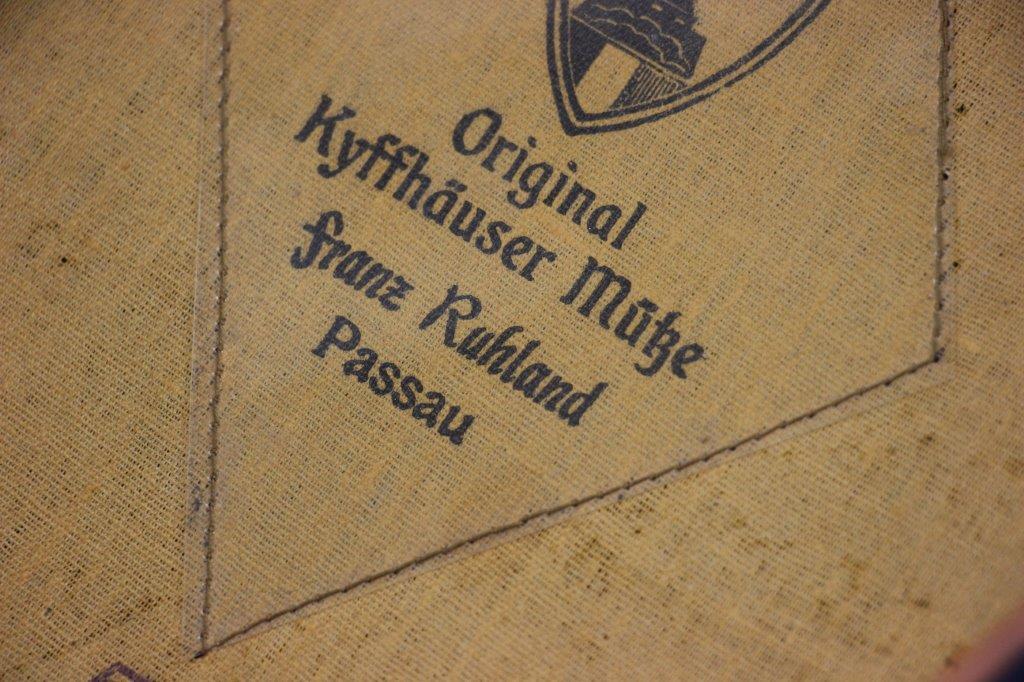 Original
Kyffhäuser Mütze
Franz Ruhland
Passau